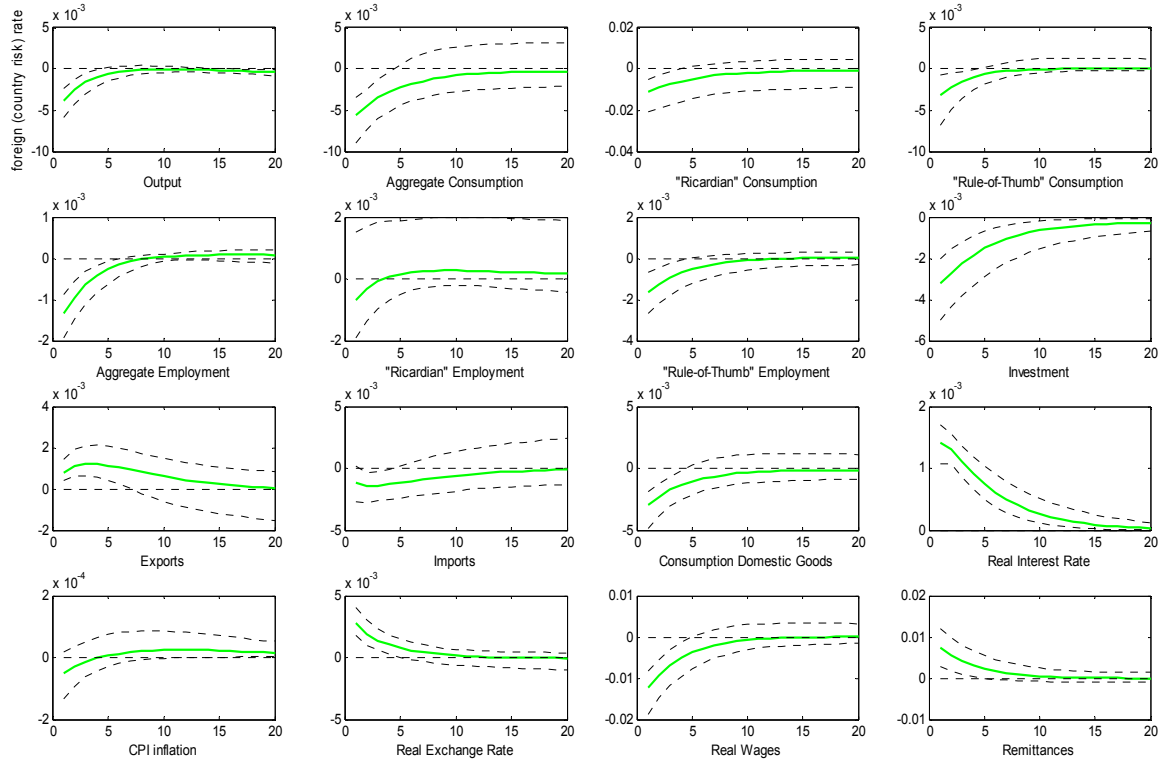 foreign (country risk) rate
x 10^-3
5
0
-5
-10
0 5 10 15 20
Output
x 10^-3
5
0
-5
-10
0 5 10 15 20
Aggregate Consumption
0.02
0
-0.02
-0.04
0 5 10 15 20
"Ricardian" Consumption
x 10^-3
5
0
-5
-10
0 5 10 15 20
"Rule-of-Thumb" Consumption
x 10^-3
1
0
-1
-2
0 5 10 15 20
Aggregate Employment
x 10^-3
2
0
-2
0 5 10 15 20
"Ricardian" Employment
x 10^-3
2
0
-2
-4
0 5 10 15 20
"Rule-of-Thumb" Employment
x 10^-3
0
-2
-4
-6
0 5 10 15 20
Investment
x 10^-3
4
2
0
-2
0 5 10 15 20
Exports
x 10^-3
5
0
-5
0 5 10 15 20
Imports
x 10^-3
5
0
-5
0 5 10 15 20
Consumption Domestic Goods
x 10^-3
2
1
0
0 5 10 15 20
Real Interest Rate
x 10^-4
2
0
-2
0 5 10 15 20
CPI inflation
x 10^-3
5
0
-5
0 5 10 15 20
Real Exchange Rate
0.01
0
-0.01
-0.02
0 5 10 15 20
Real Wages
0.02
0.01
0
-0.01
0 5 10 15 20
Remittances